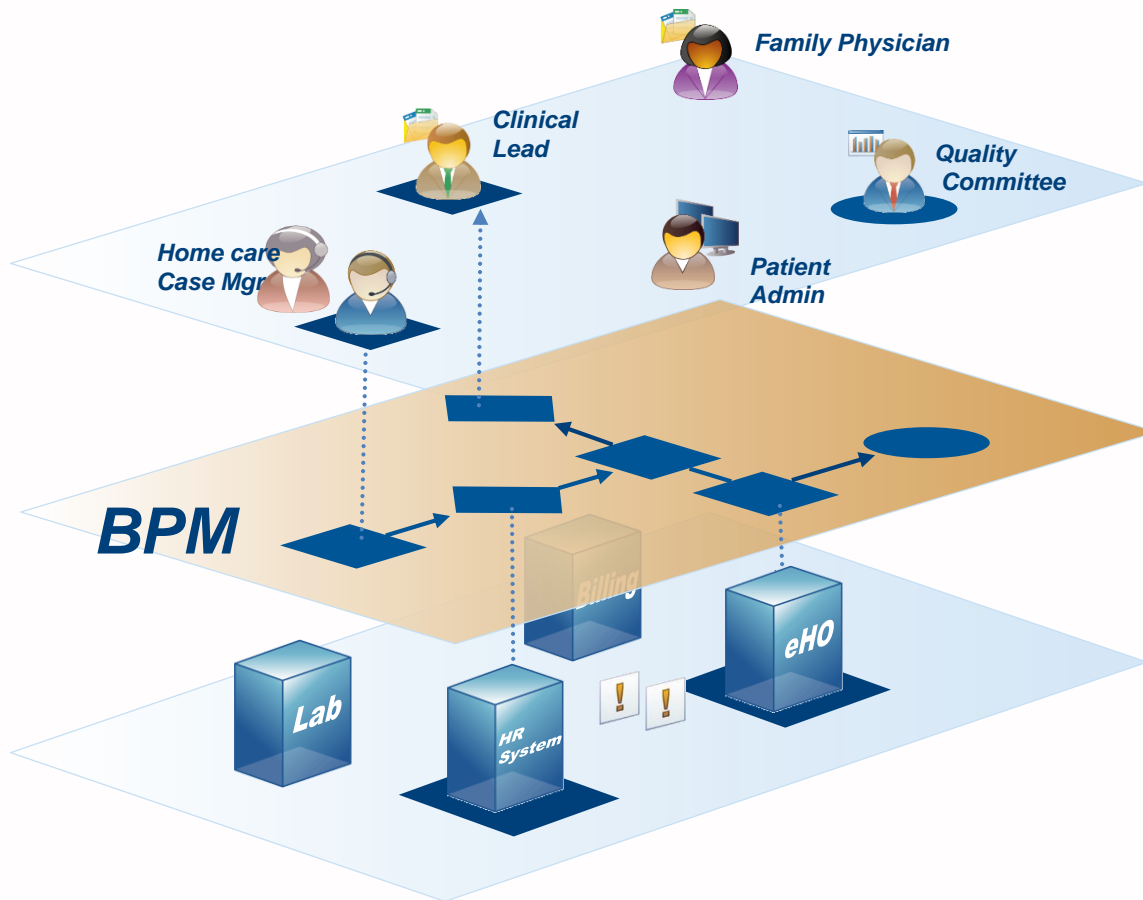 Family Physician
Clinical
Lead
Quality
Committee
Home care
Case Mgr
Patient
Admin
BPM
Billing
eHO
Lab
HR
System
!
!